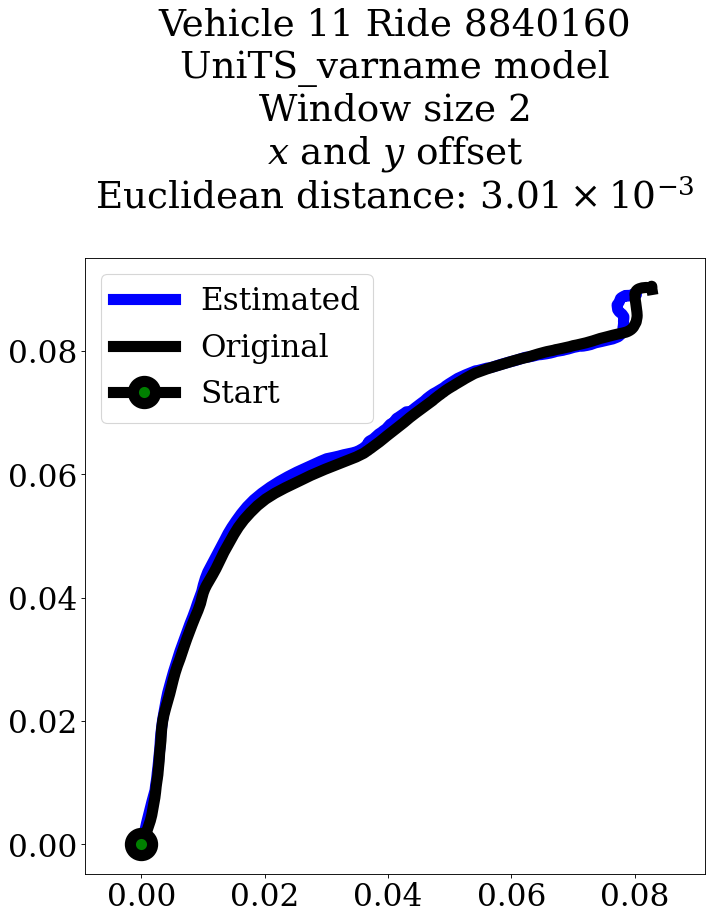 Vehicle 11 Ride 8840160
UniTS_varname model
Window size 2
x and y offset
Euclidean distance: 3.01 × 10⁻³
Estimated
Original
Start
0.08
0.06
0.04
0.02
0.00
0.00 0.02 0.04 0.06 0.08